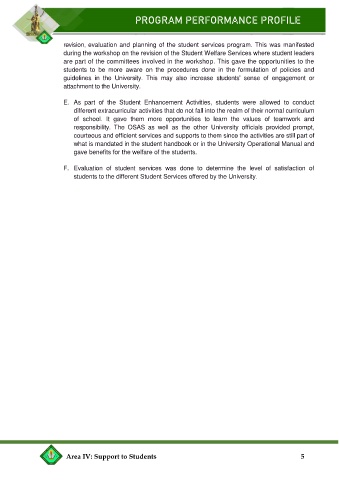 PROGRAM PERFORMANCE PROFILE
revision, evaluation and planning of the student services program. This was manifested
during the workshop on the revision of the Student Welfare Services where student leaders
are part of the committees involved in the workshop. This gave the opportunities to the
students to be more aware on the procedures done in the formulation of policies and
guidelines in the University. This may also increase students' sense of engagement or
attachment to the University.
E. As part of the Student Enhancement Activities, students were allowed to conduct
different extracurricular activities that do not fall into the realm of their normal curriculum
of school. It gave them more opportunities to learn the values of teamwork and
responsibility. The OSAS as well as the other University officials provided prompt,
courteous and efficient services and supports to them since the activities are still part of
what is mandated in the student handbook or in the University Operational Manual and
gave benefits for the welfare of the students.
F. Evaluation of student services was done to determine the level of satisfaction of
students to the different Student Services offered by the University.
Area IV: Support to Students 5